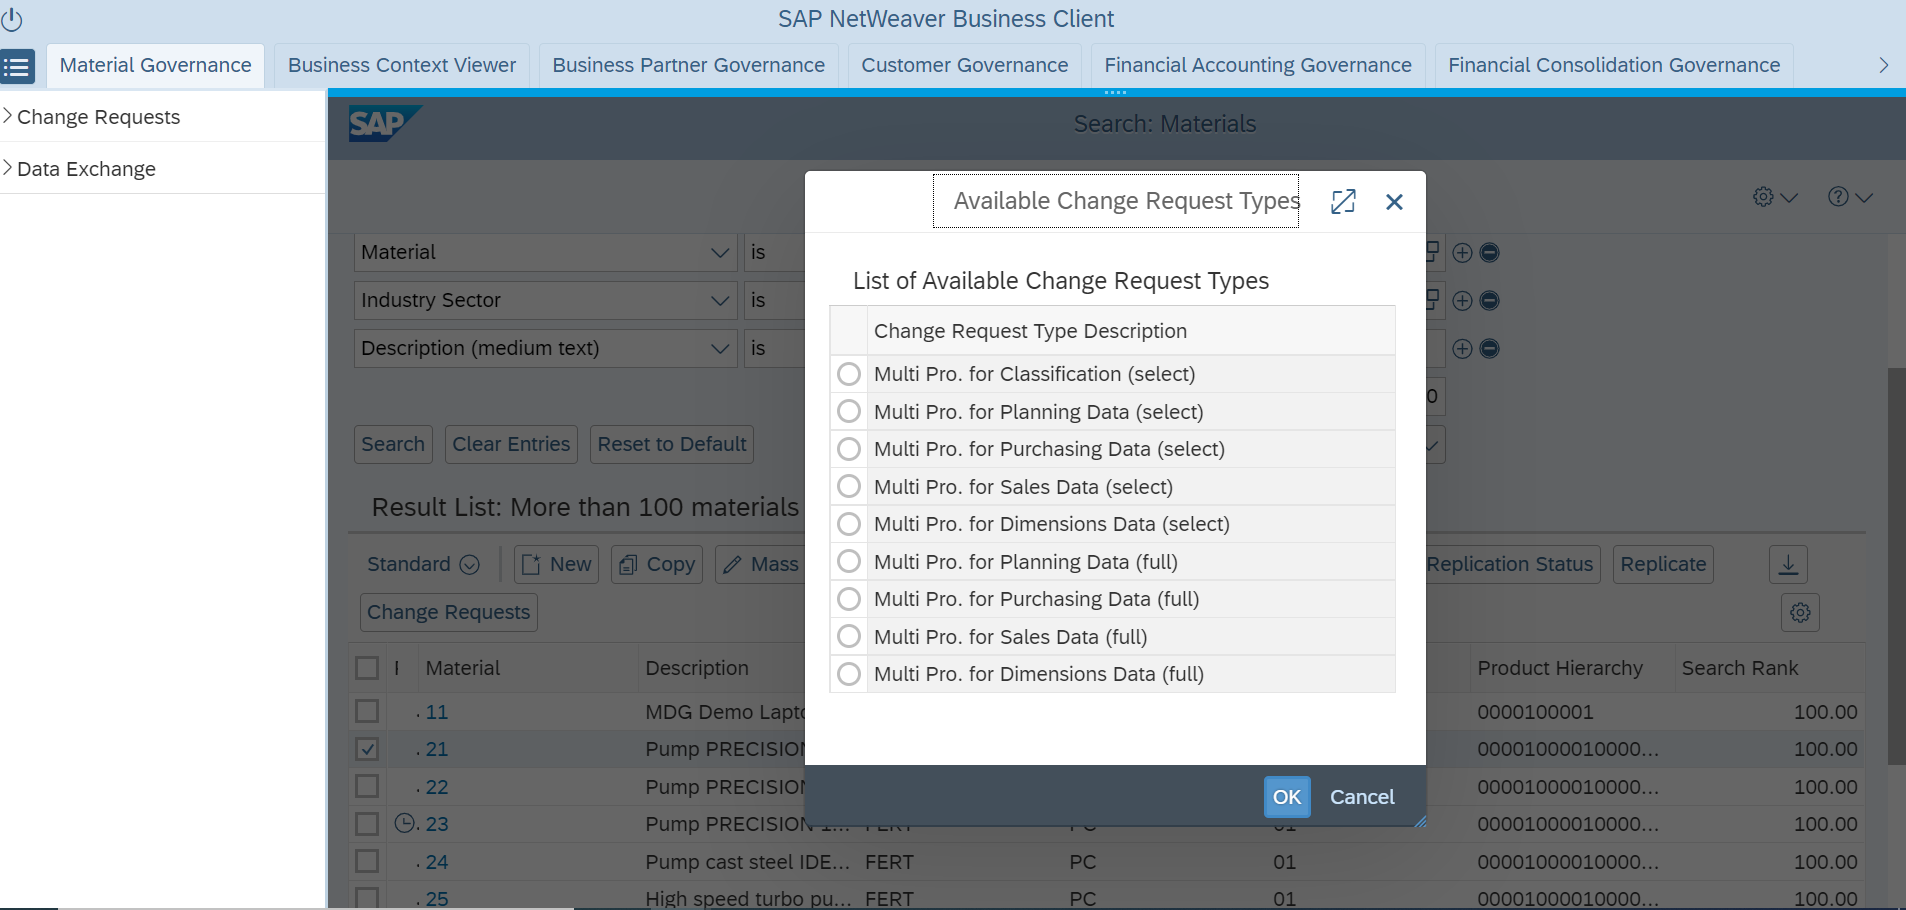 SAP NetWeaver Business Client
Material Governance
Business Context Viewer
Business Partner Governance
Customer Governance
Financial Accounting Governance
Financial Consolidation Governance
Change Requests
Data Exchange
SAP
Search: Materials
Available Change Request Types
Material
is
Industry Sector
is
Description (medium text)
is
0
Search
Clear Entries
Reset to Default
List of Available Change Request Types
Change Request Type Description
Multi Pro. for Classification (select)
Multi Pro. for Planning Data (select)
Multi Pro. for Purchasing Data (select)
Multi Pro. for Sales Data (select)
Multi Pro. for Dimensions Data (select)
Multi Pro. for Planning Data (full)
Multi Pro. for Purchasing Data (full)
Multi Pro. for Sales Data (full)
Multi Pro. for Dimensions Data (full)
OK
Cancel
Result List: More than 100 materials
Standard
New
Copy
Mass
Replication Status
Replicate
Change Requests
Material Description Product Hierarchy Search Rank
11 MDG Demo 0000100001 100.00
21 Pump 00001000010000... 100.00
22 Pump 00001000010000... 100.00
23 Pump PRECISION 00001000010000... 100.00
24 Pump cast steel IDE... FERT PC 01 00001000010000... 100.00
25 High speed turbo pu... FERT PC 01 00001000010000... 100.00